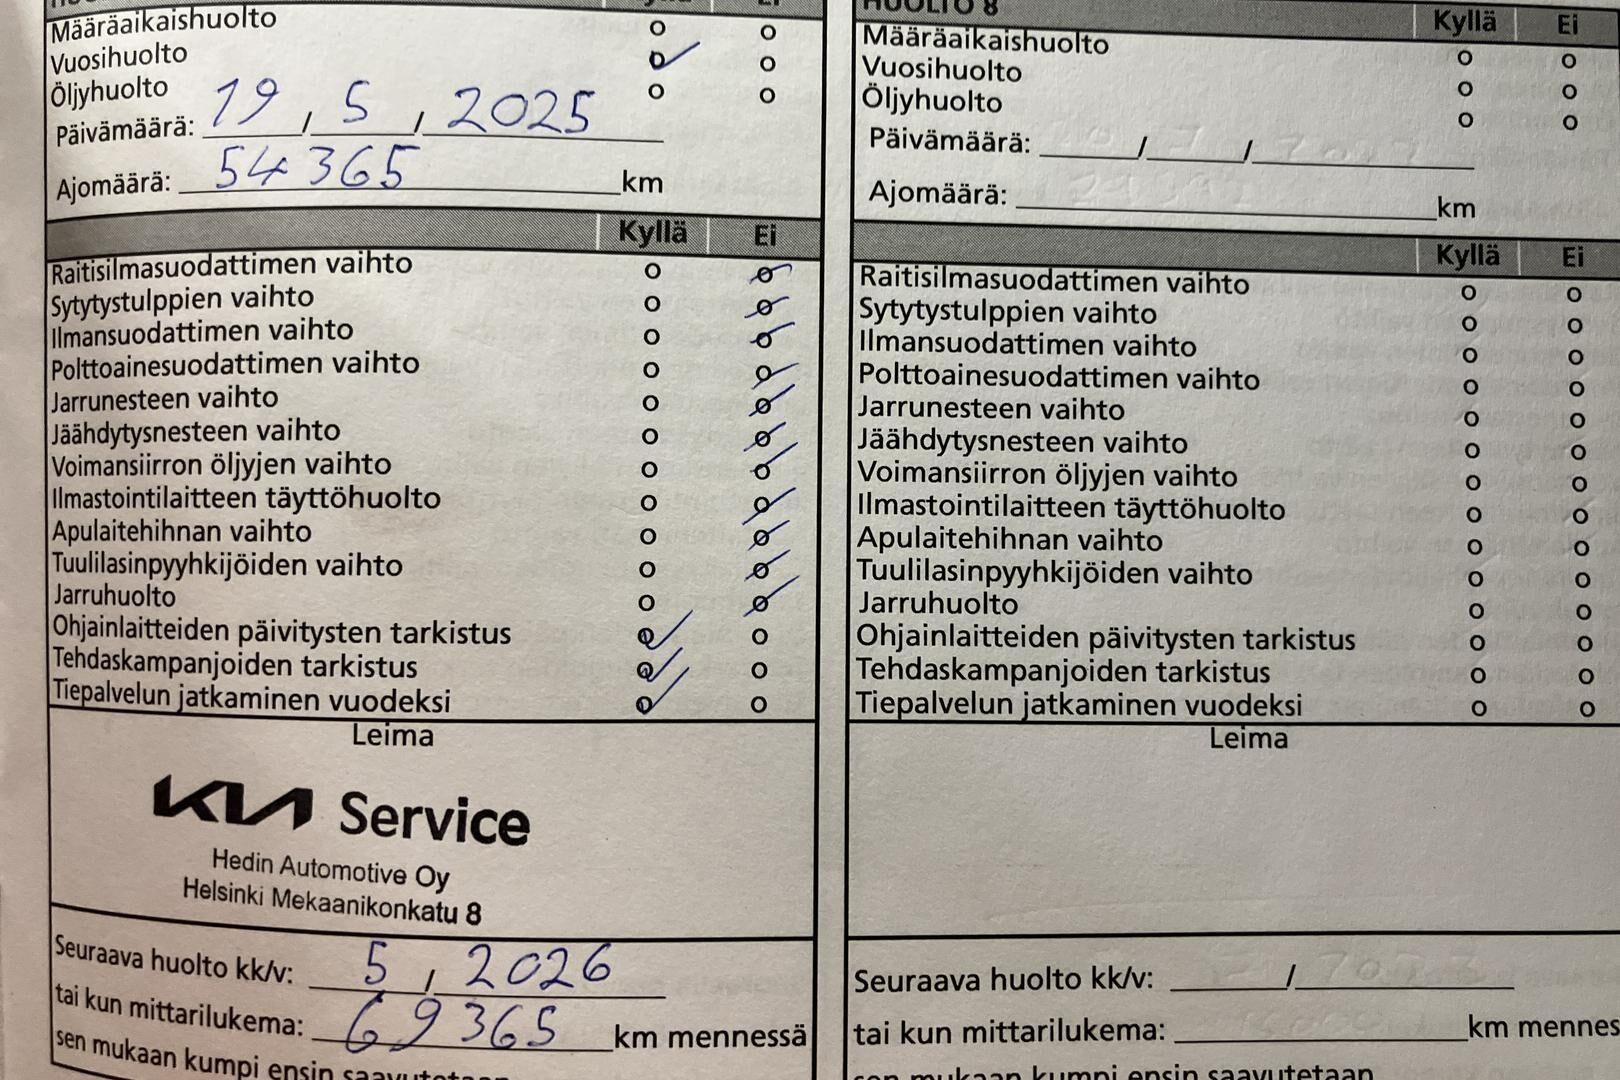 Määräaikaishuolto o o
Vuosihuolto o o
Öljyhuolto o o
Päivämäärä: 19 / 5 / 2025
Ajomäärä: 54 365 km
Kyllä Ei
Raitisilmasuodattimen vaihto o o
Sytytystulppien vaihto o o
Ilmansuodattimen vaihto o o
Polttoainesuodattimen vaihto o o
Jarrunesteen vaihto o o
Jäähdytysnesteen vaihto o o
Voimansiirron öljyjen vaihto o o
Ilmastointilaitteen täyttöhuolto o o
Apulaitehihnan vaihto o o
Tuulilasinpyyhkijöiden vaihto o o
Jarruhuolto o o
Ohjainlaitteiden päivitysten tarkistus o o
Tehdaskampanjoiden tarkistus o o
Tiepalvelun jatkaminen vuodeksi o o
Leima
KIA Service
Hedin Automotive Oy
Helsinki Mekaanikonkatu 8
Seuraava huolto kk/v: 5 / 2026
tai kun mittarilukema: 69 365 km mennessä
sen mukaan kumpi ensin saavutetaan
HUOLTO 8 Kyllä Ei
Määräaikaishuolto o o
Vuosihuolto o o
Öljyhuolto o o
Päivämäärä: / /
Ajomäärä: km
Kyllä Ei
Raitisilmasuodattimen vaihto o o
Sytytystulppien vaihto o o
Ilmansuodattimen vaihto o o
Polttoainesuodattimen vaihto o o
Jarrunesteen vaihto o o
Jäähdytysnesteen vaihto o o
Voimansiirron öljyjen vaihto o o
Ilmastointilaitteen täyttöhuolto o o
Apulaitehihnan vaihto o o
Tuulilasinpyyhkijöiden vaihto o o
Jarruhuolto o o
Ohjainlaitteiden päivitysten tarkistus o o
Tehdaskampanjoiden tarkistus o o
Tiepalvelun jatkaminen vuodeksi o o
Leima
Seuraava huolto kk/v: /
tai kun mittarilukema: km mennes
sen mukaan kumpi ensin saavutetaan